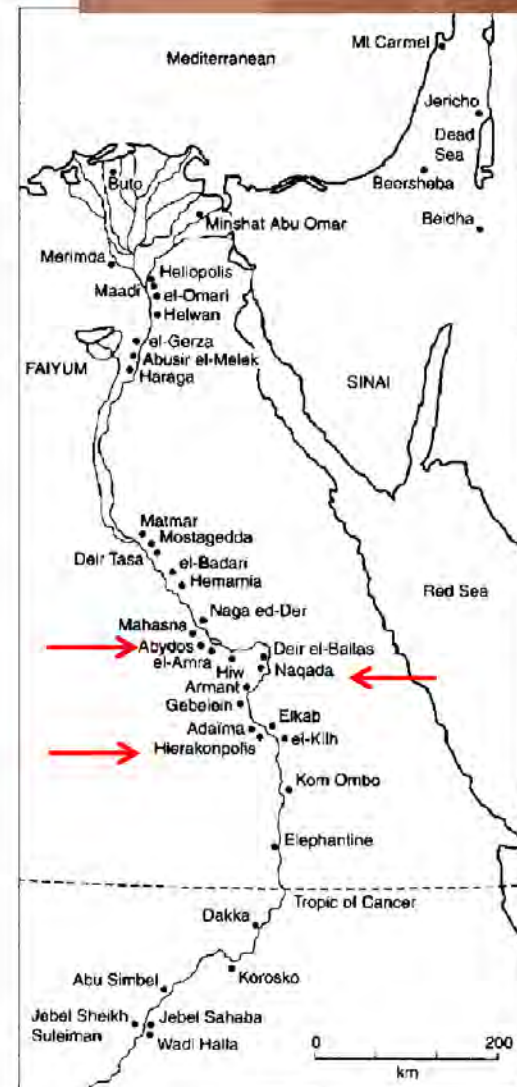 Mt Carmel
Mediterranean
Jericho
Dead
Sea
Beersheba
Buto
Minshat Abu Omar
Beidha
Merimda
Heliopolis
Maadi
el-Omari
Helwan
el-Gerza
FAIYUM
Abusir el-Melek
Haraga
SINAI
Matmar
Mostagedda
Deir Tasa
el-Badari
Hemamia
Red Sea
Naga ed-Der
Mahasna
Abydos
Deir el-Ballas
el-Amra
Hiw
Naqada
Armant
Gebelein
Elkab
Adaïma
el-Kilh
Hierakonpolis
Kom Ombo
Elephantine
Tropic of Cancer
Dakka
Korosko
Abu Simbel
Jebel Sheikh
Suleiman
Jebel Sahaba
Wadi Halfa
0 200
km